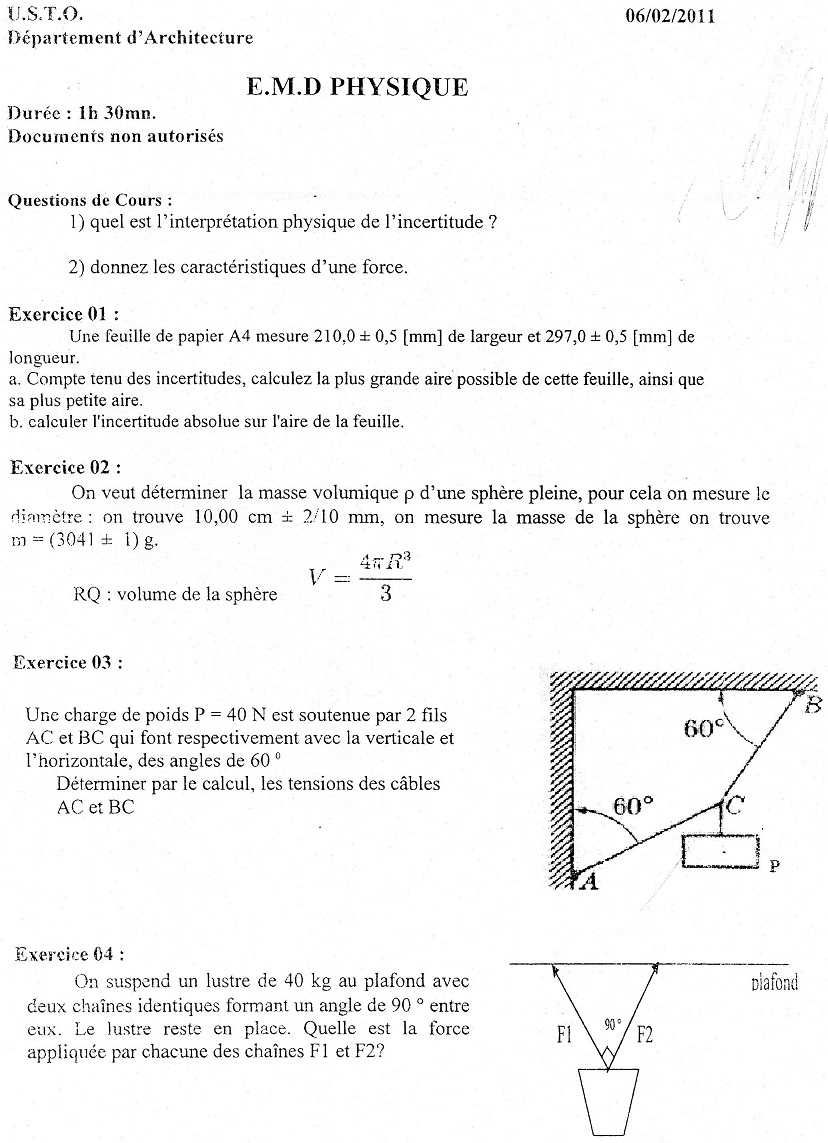 U.S.T.O. 06/02/2011
Département d'Architecture
E.M.D PHYSIQUE
Durée : 1h 30mn.
Documents non autorisés
Questions de Cours :
1) quel est l'interprétation physique de l'incertitude ?
2) donnez les caractéristiques d'une force.
Exercice 01 :
Une feuille de papier A4 mesure 210,0 ± 0,5 [mm] de largeur et 297,0 ± 0,5 [mm] de
longueur.
a. Compte tenu des incertitudes, calculez la plus grande aire possible de cette feuille, ainsi que
sa plus petite aire.
b. calculer l'incertitude absolue sur l'aire de la feuille.
Exercice 02 :
On veut déterminer la masse volumique ρ d'une sphère pleine, pour cela on mesure le
diamètre : on trouve 10,00 cm ± 2/10 mm, on mesure la masse de la sphère on trouve
m = (3041 ± 1) g.
RQ : volume de la sphère V = 4πR³/3
Exercice 03 :
Une charge de poids P = 40 N est soutenue par 2 fils
AC et BC qui font respectivement avec la verticale et
l'horizontale, des angles de 60 ⁰
Déterminer par le calcul, les tensions des câbles
AC et BC
B
60°
60°
C
P
A
Exercice 04 :
On suspend un lustre de 40 kg au plafond avec
deux chaînes identiques formant un angle de 90 ° entre
eux. Le lustre reste en place. Quelle est la force
appliquée par chacune des chaînes F1 et F2?
plafond
F1
90°
F2